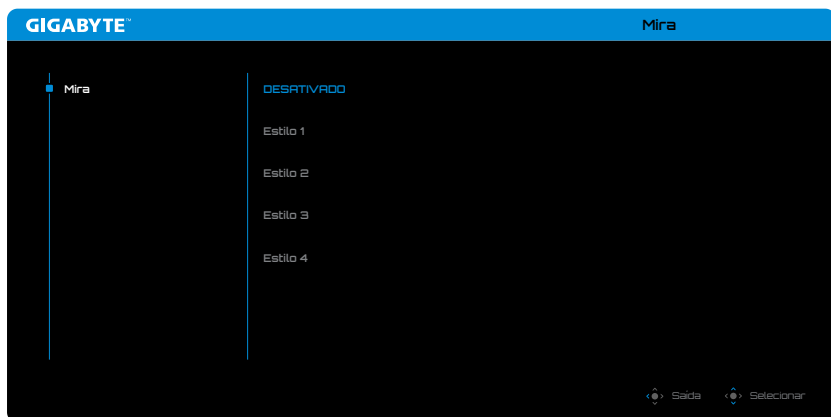 GIGABYTE™
Mira
Mira
DESATIVADO
Estilo 1
Estilo 2
Estilo 3
Estilo 4
Saída Selecionar